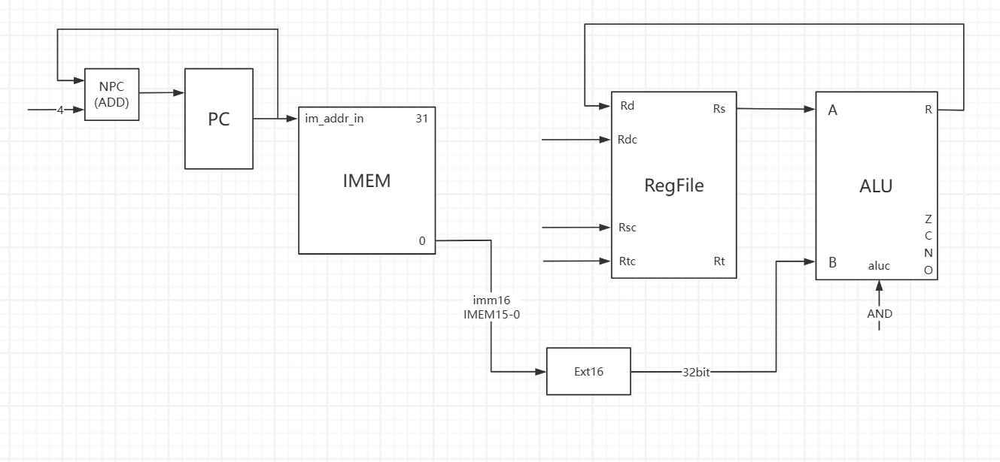 NPC
(ADD)
4
PC
im_addr_in
31
IMEM
0
imm16
IMEM15-0
Ext16
32bit
Rd
Rs
Rdc
RegFile
Rsc
Rtc
Rt
A
R
ALU
Z
C
N
O
B
aluc
AND